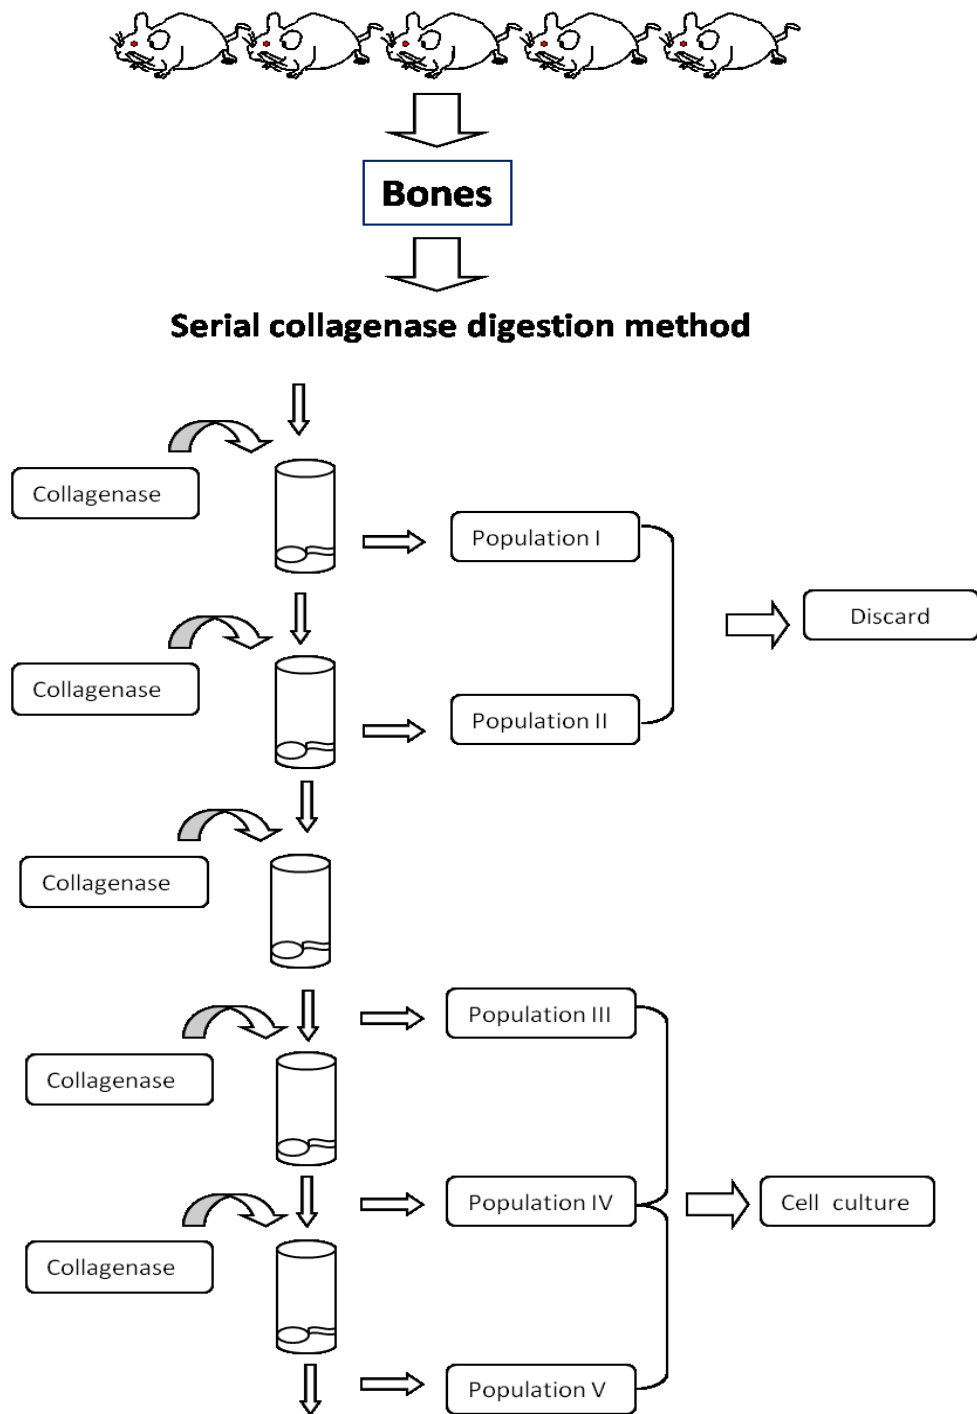 Bones
Serial collagenase digestion method
Collagenase
Population I
Discard
Collagenase
Population II
Collagenase
Population III
Collagenase
Population IV
Cell culture
Collagenase
Population V